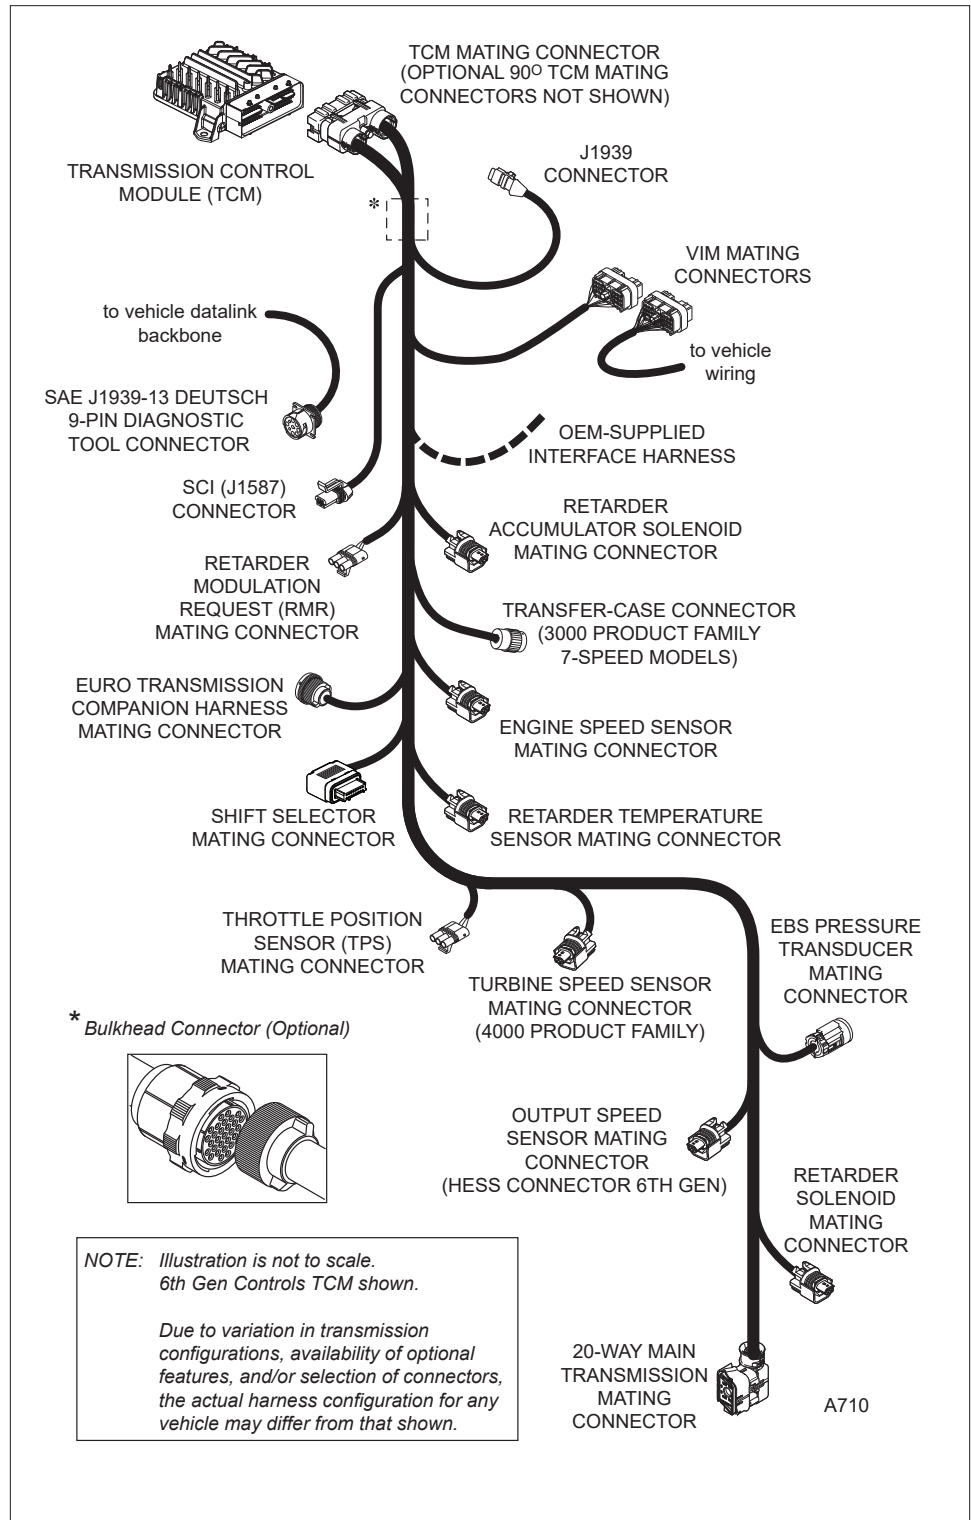 TCM MATING CONNECTOR
(OPTIONAL 90O TCM MATING
CONNECTORS NOT SHOWN)
TRANSMISSION CONTROL
MODULE (TCM)
J1939
CONNECTOR
*
VIM MATING
CONNECTORS
to vehicle datalink
backbone
to vehicle
wiring
SAE J1939-13 DEUTSCH
9-PIN DIAGNOSTIC
TOOL CONNECTOR
OEM-SUPPLIED
INTERFACE HARNESS
SCI (J1587)
CONNECTOR
RETARDER
ACCUMULATOR SOLENOID
MATING CONNECTOR
RETARDER
MODULATION
REQUEST (RMR)
MATING CONNECTOR
TRANSFER-CASE CONNECTOR
(3000 PRODUCT FAMILY
7-SPEED MODELS)
EURO TRANSMISSION
COMPANION HARNESS
MATING CONNECTOR
ENGINE SPEED SENSOR
MATING CONNECTOR
SHIFT SELECTOR
MATING CONNECTOR
RETARDER TEMPERATURE
SENSOR MATING CONNECTOR
THROTTLE POSITION
SENSOR (TPS)
MATING CONNECTOR
TURBINE SPEED SENSOR
MATING CONNECTOR
(4000 PRODUCT FAMILY)
EBS PRESSURE
TRANSDUCER
MATING
CONNECTOR
* Bulkhead Connector (Optional)
OUTPUT SPEED
SENSOR MATING
CONNECTOR
(HESS CONNECTOR 6TH GEN)
RETARDER
SOLENOID
MATING
CONNECTOR
NOTE: Illustration is not to scale.
6th Gen Controls TCM shown.
Due to variation in transmission
configurations, availability of optional
features, and/or selection of connectors,
the actual harness configuration for any
vehicle may differ from that shown.
20-WAY MAIN
TRANSMISSION
MATING
CONNECTOR
A710